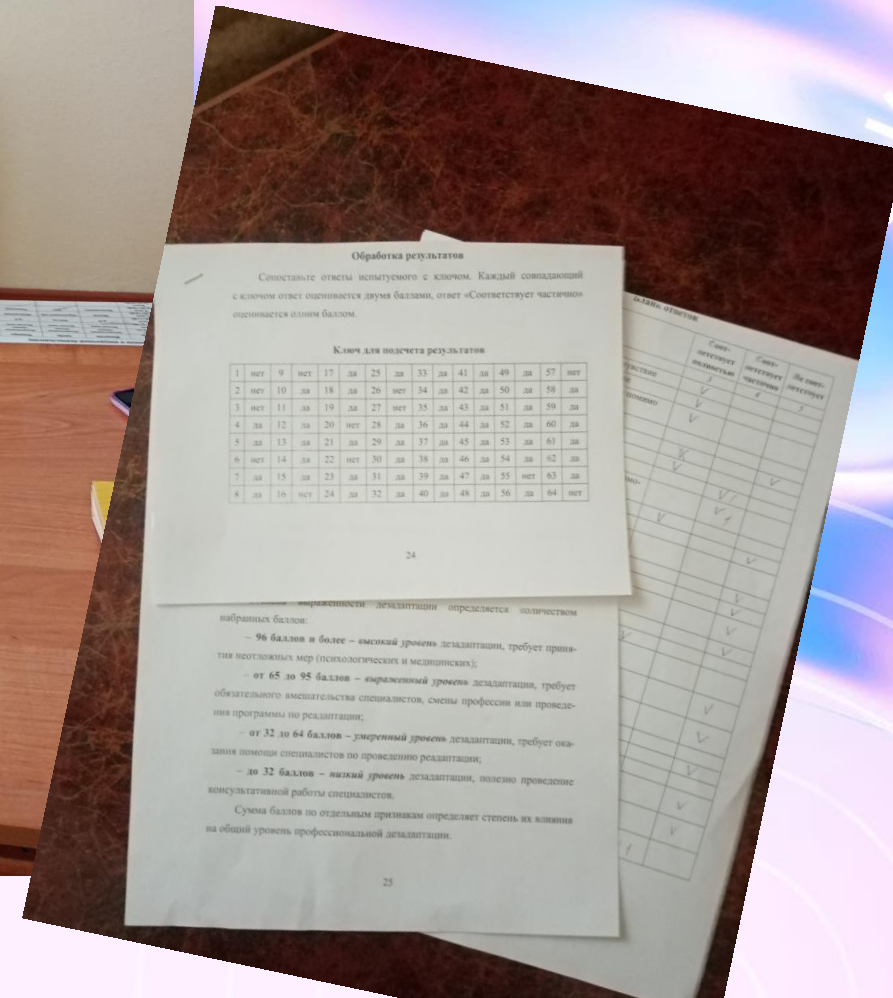 Обработка результатов
Сопоставьте ответы испытуемого с ключом. Каждый совпадающий
с ключом ответ оценивается двумя баллами, ответ «Соответствует частично»
оценивается одним баллом.
Ключ для подсчета результатов
1 нет 9 нет 17 да 25 да 33 да 41 да 49 да 57 нет
2 нет 10 да 18 да 26 нет 34 да 42 да 50 да 58 да
3 нет 11 да 19 да 27 нет 35 да 43 да 51 да 59 да
4 да 12 да 20 нет 28 да 36 да 44 да 52 да 60 да
5 да 13 да 21 да 29 да 37 да 45 да 53 да 61 да
6 нет 14 да 22 нет 30 да 38 да 46 да 54 да 62 да
7 да 15 да 23 да 31 да 39 да 47 да 55 нет 63 да
8 да 16 нет 24 да 32 да 40 да 48 да 56 да 64 нет
24
выраженности дезадаптации определяется количеством
набранных баллов:
– 96 баллов и более – высокий уровень дезадаптации, требует приня-
тия неотложных мер (психологических и медицинских);
– от 65 до 95 баллов – выраженный уровень дезадаптации, требует
обязательного вмешательства специалистов, смены профессии или проведе-
ния программы по реадаптации;
– от 32 до 64 баллов – умеренный уровень дезадаптации, требует ока-
зания помощи специалистов по проведению реадаптации;
– до 32 баллов – низкий уровень дезадаптации, полезно проведение
консультативной работы специалистов.
Сумма баллов по отдельным признакам определяет степень их влияния
на общий уровень профессиональной дезадаптации.
25
ответов
Соот-
ветствует
полностью
Соот-
ветствует
частично
Не соот-
ветствует
помимо